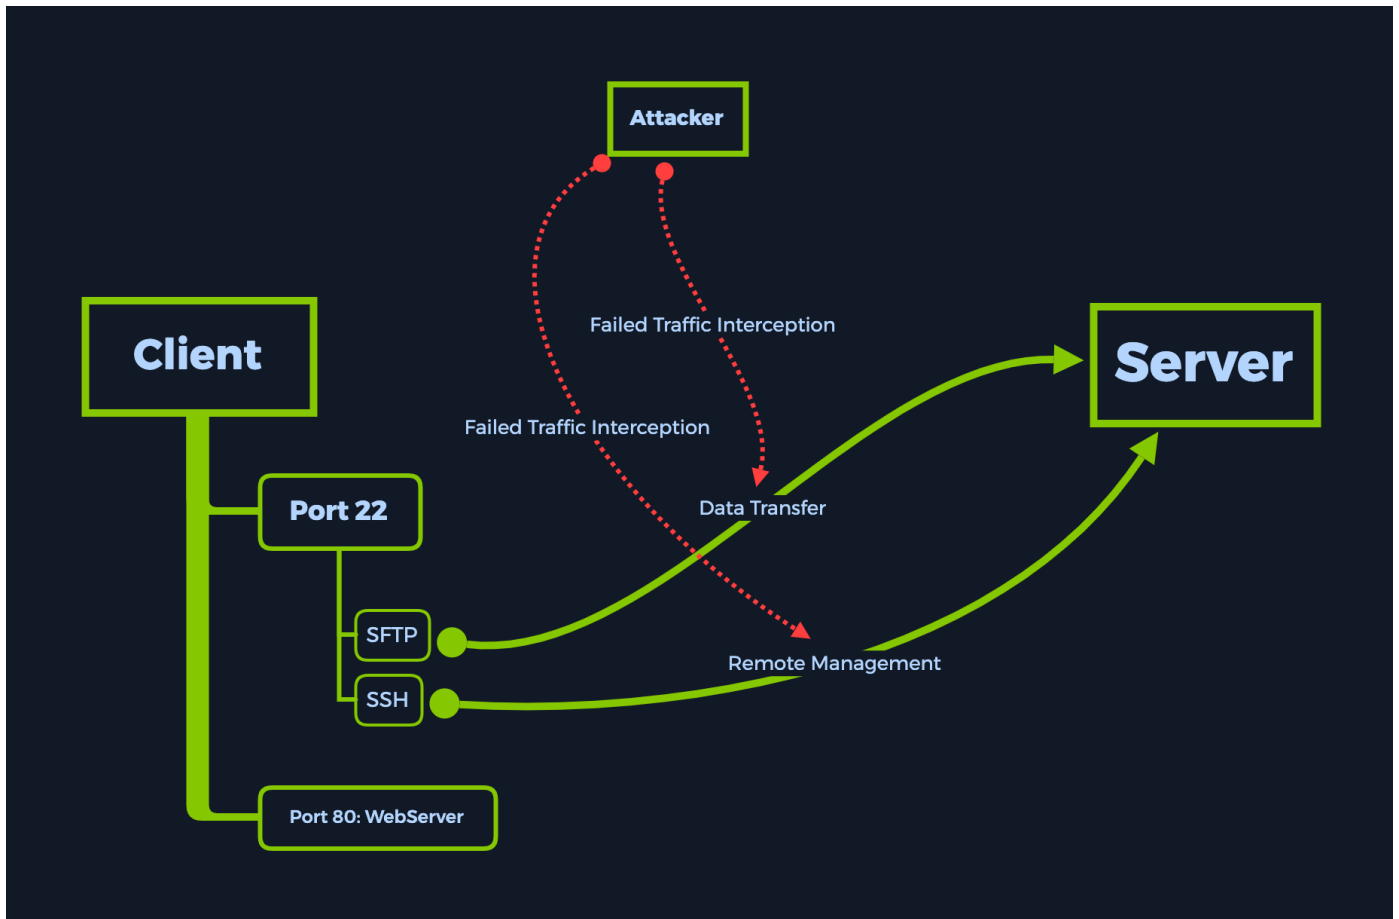 Attacker
Failed Traffic Interception
Client
Server
Failed Traffic Interception
Port 22
Data Transfer
SFTP
Remote Management
SSH
Port 80: WebServer